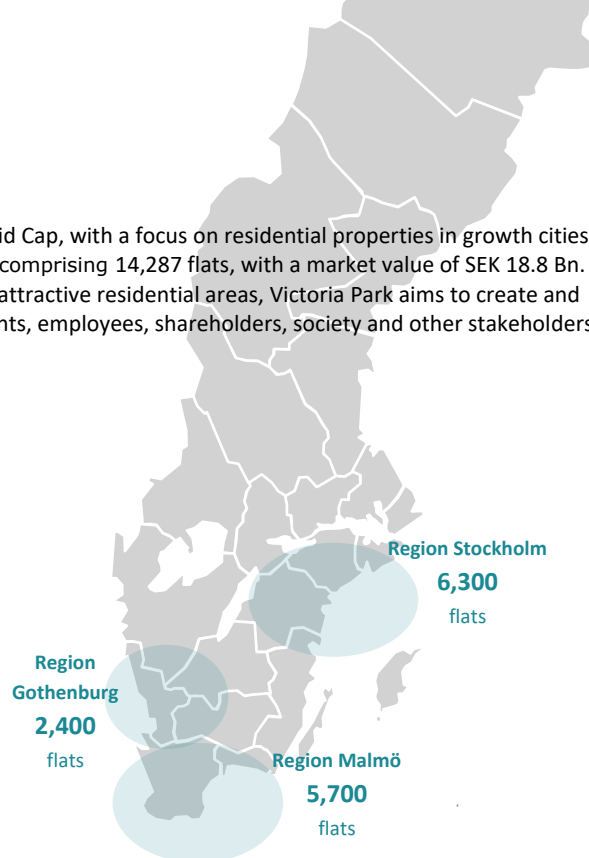 id Cap, with a focus on residential properties in growth cities
comprising 14,287 flats, with a market value of SEK 18.8 Bn.
attractive residential areas, Victoria Park aims to create and
nts, employees, shareholders, society and other stakeholders
Region Stockholm
6,300
flats
Region
Gothenburg
2,400
flats
Region Malmö
5,700
flats